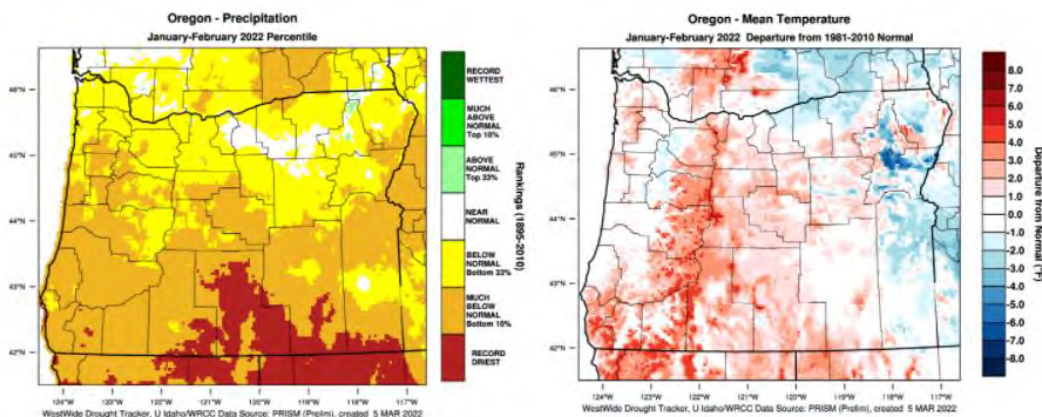 Oregon - Precipitation
January-February 2022 Percentile
46°N
45°N
44°N
43°N
42°N
124°W
123°W
122°W
121°W
120°W
119°W
118°W
117°W
RECORD
WETTEST
MUCH
ABOVE
NORMAL
Top 10%
ABOVE
NORMAL
Top 33%
NEAR
NORMAL
BELOW
NORMAL
Bottom 33%
MUCH
BELOW
NORMAL
Bottom 10%
RECORD
DRIEST
Rankings (1895-2010)
WestWide Drought Tracker, U Idaho/WRCC Data Source: PRISM (Prelim), created 5 MAR 2022
Oregon - Mean Temperature
January-February 2022 Departure from 1981-2010 Normal
46°N
45°N
44°N
43°N
42°N
124°W
123°W
122°W
121°W
120°W
119°W
118°W
117°W
8.0
6.0
5.0
4.0
3.0
2.0
1.0
0.0
-1.0
-2.0
-3.0
-4.0
-5.0
-6.0
-8.0
Departure from Normal (°F)
WestWide Drought Tracker, U Idaho/WRCC Data Source: PRISM (Prelim), created 5 MAR 2022